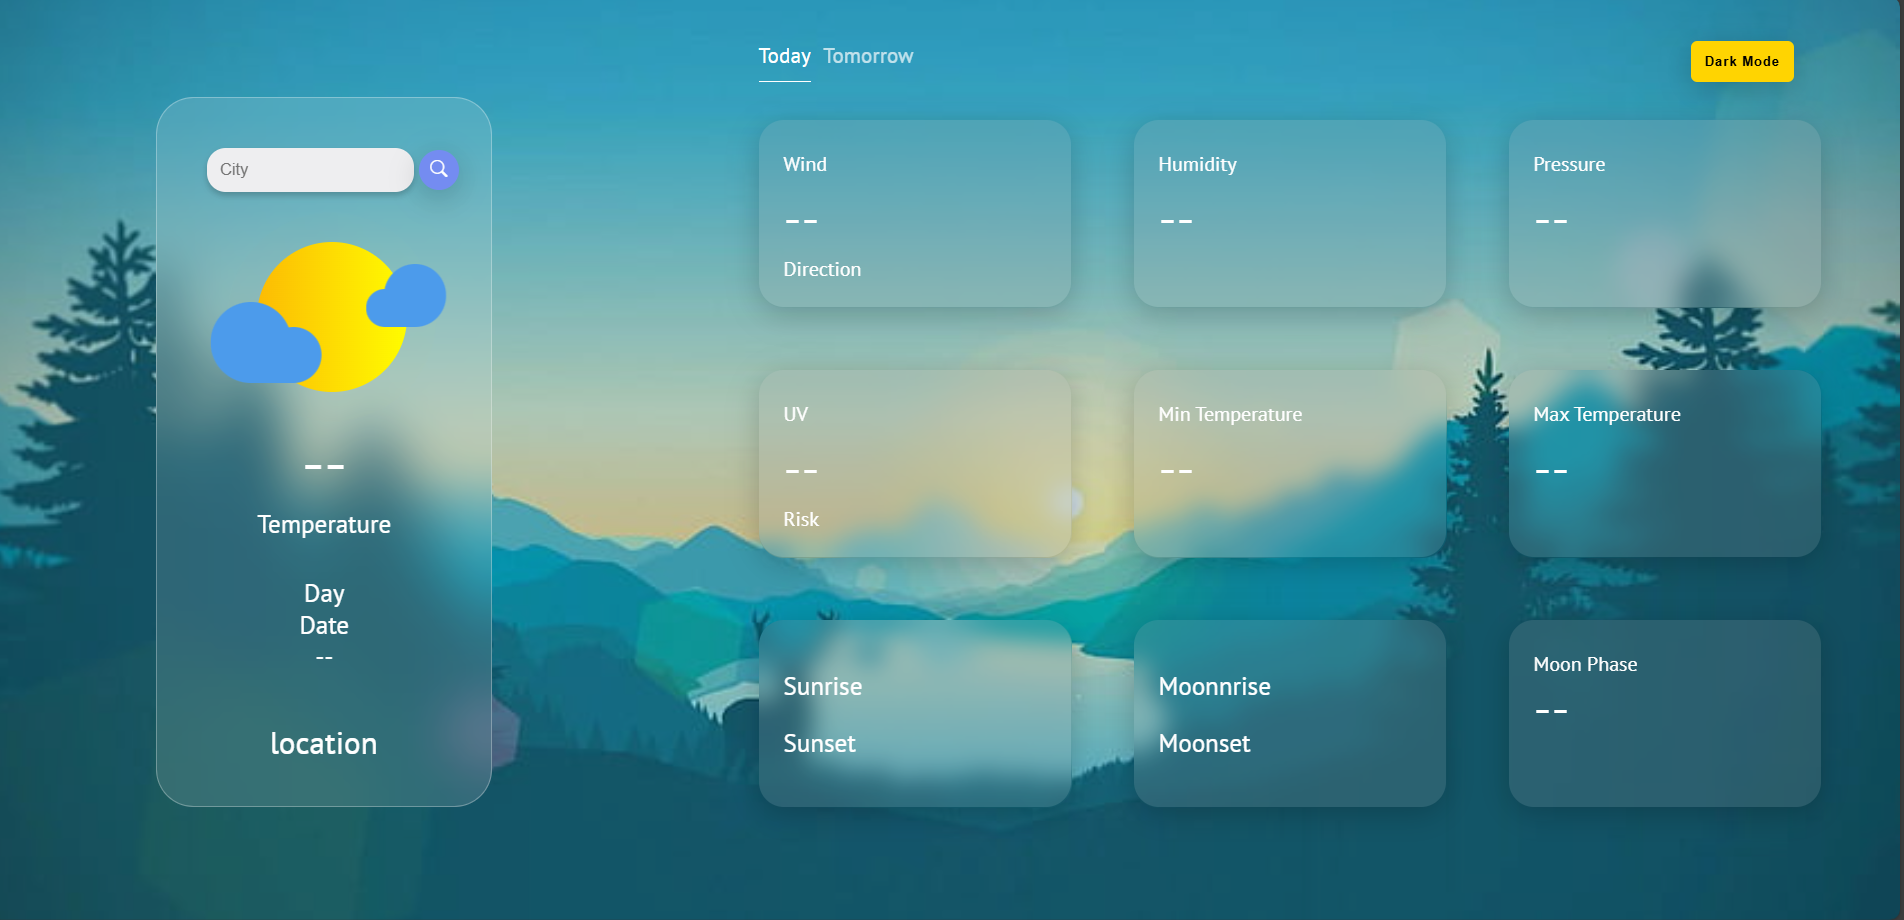 Today Tomorrow
Dark Mode
City
--
Temperature
Day
Date
--
location
Wind
--
Direction
Humidity
--
Pressure
--
UV
--
Risk
Min Temperature
--
Max Temperature
--
Sunrise
Sunset
Moonnrise
Moonset
Moon Phase
--